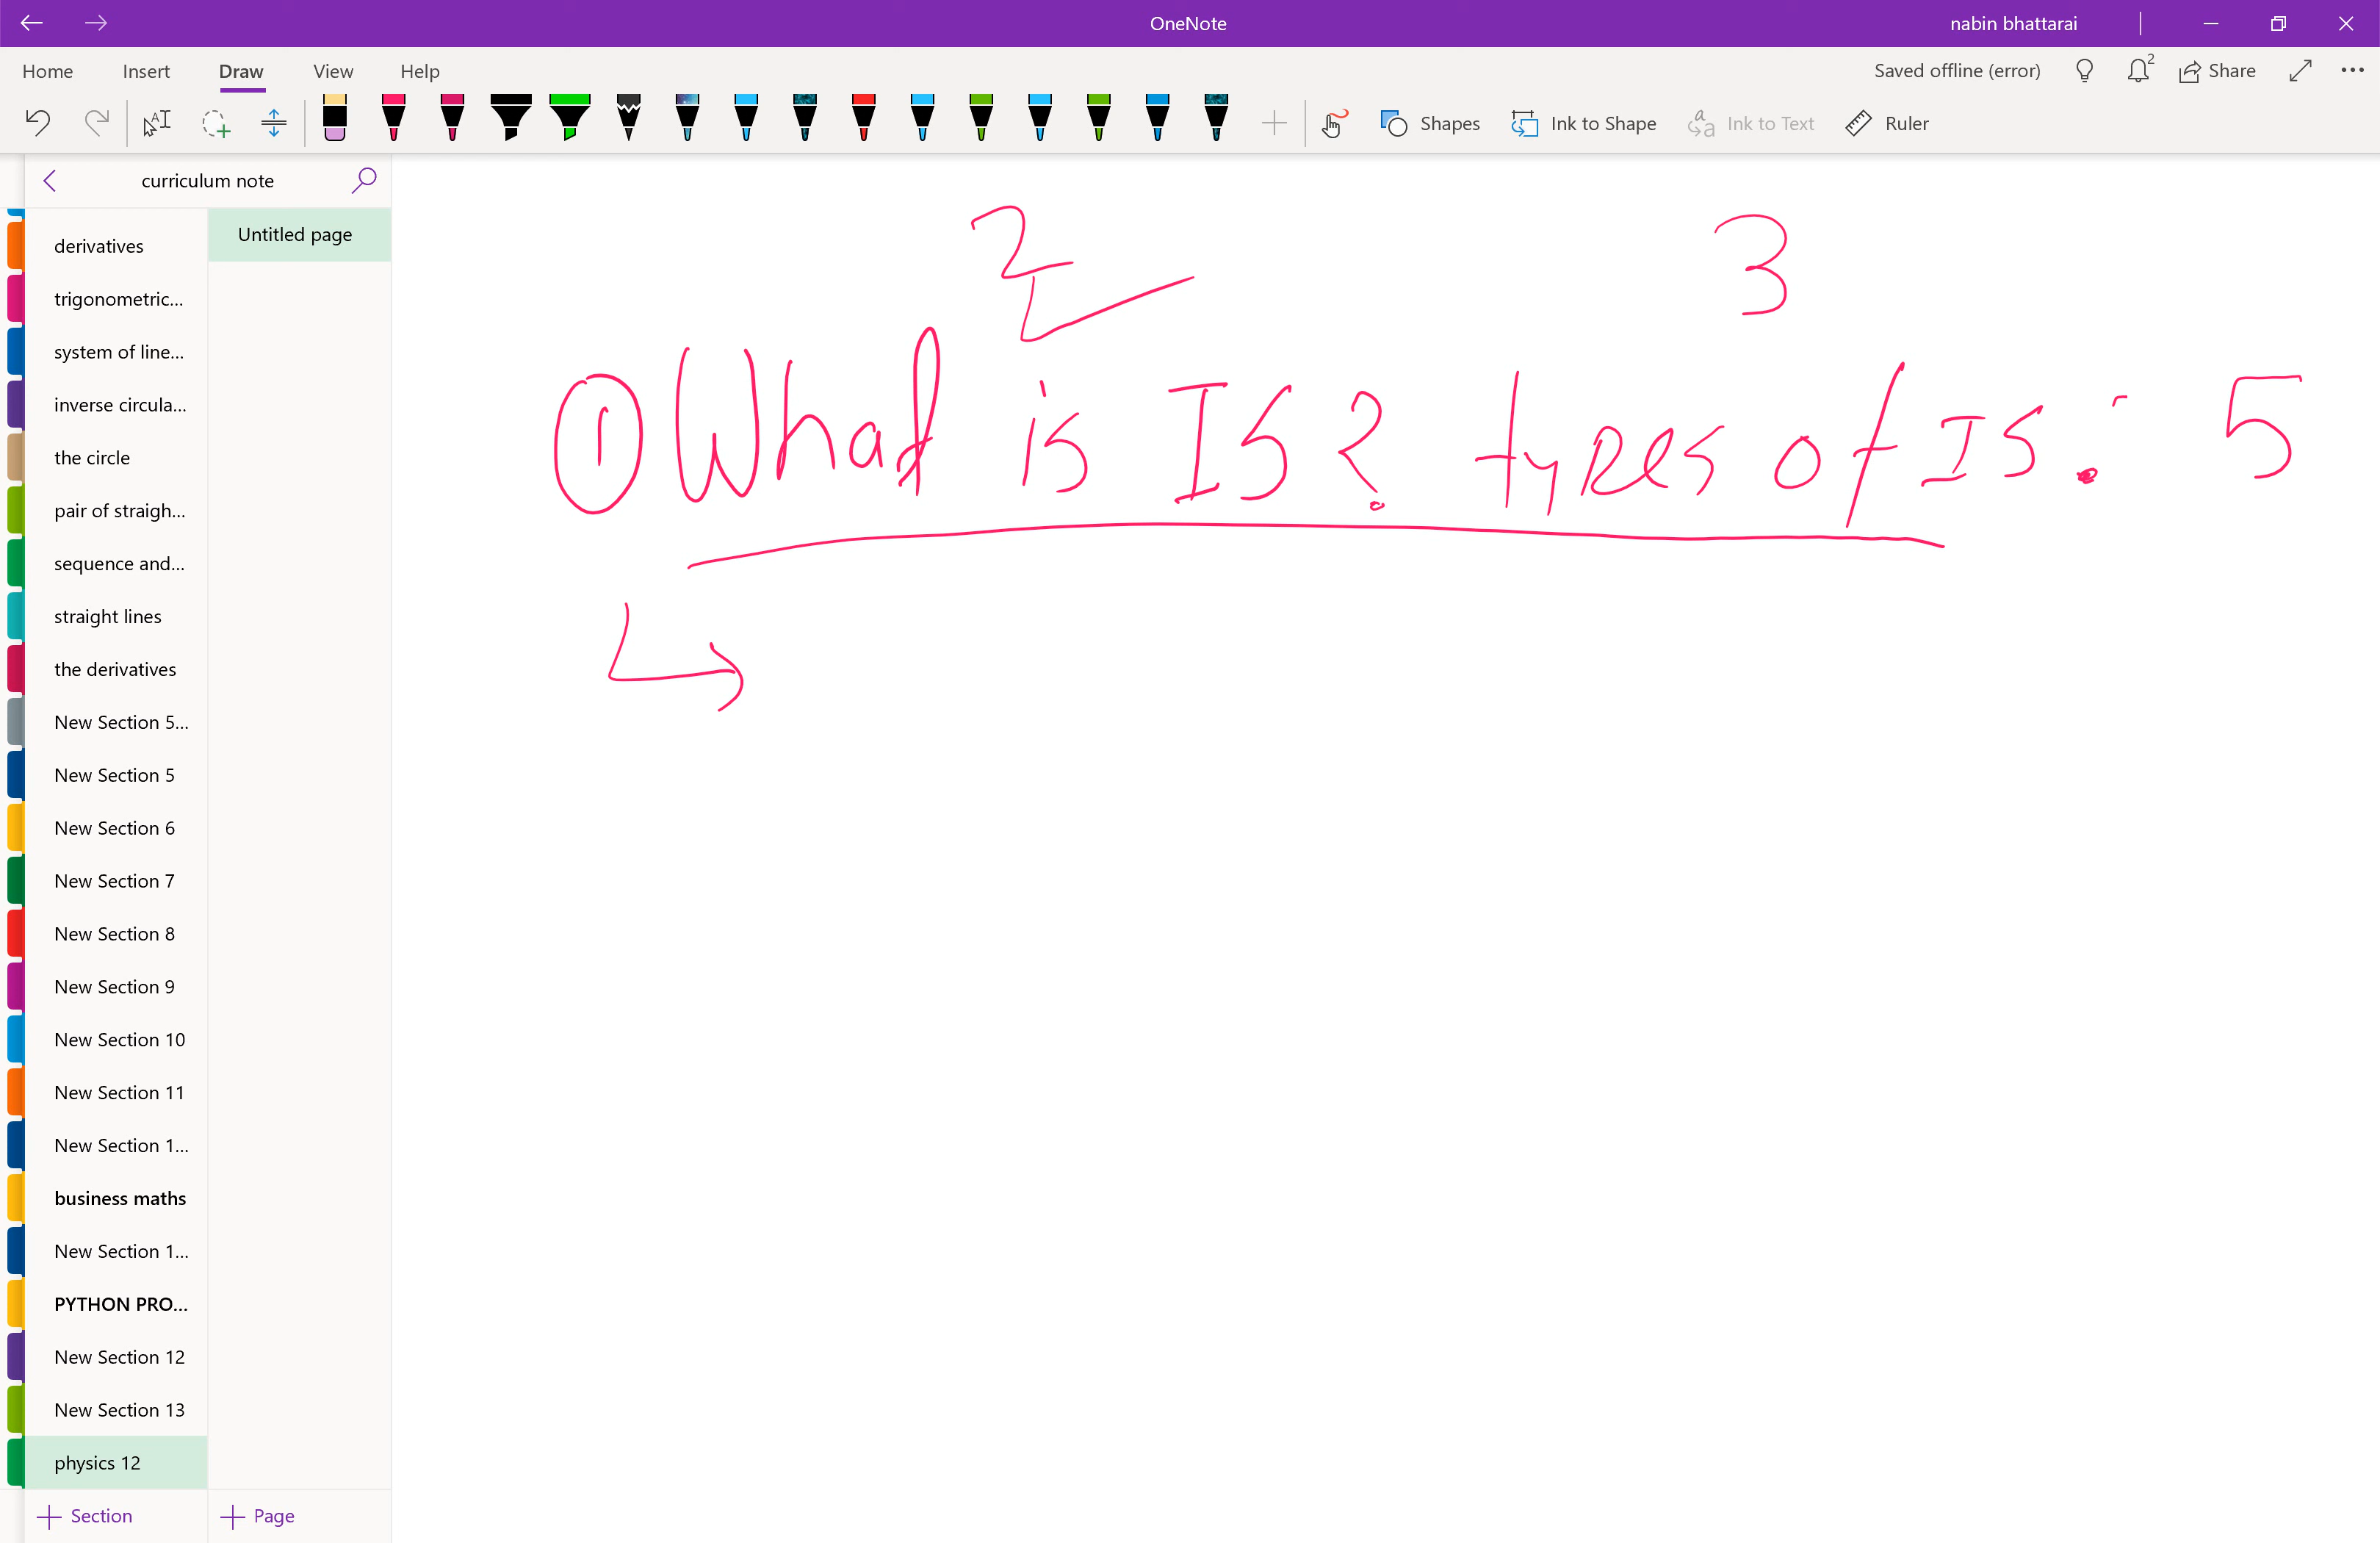 OneNote
nabin bhattarai
Home Insert Draw View Help
Saved offline (error)
2
Share
Shapes
Ink to Shape
Ink to Text
Ruler
curriculum note
Untitled page
derivatives
trigonometric...
system of line...
inverse circula...
the circle
pair of straigh...
sequence and...
straight lines
the derivatives
New Section 5...
New Section 5
New Section 6
New Section 7
New Section 8
New Section 9
New Section 10
New Section 11
New Section 1...
business maths
New Section 1...
PYTHON PRO...
New Section 12
New Section 13
physics 12
Section
Page
2 3
① What is IS? types of IS. 5